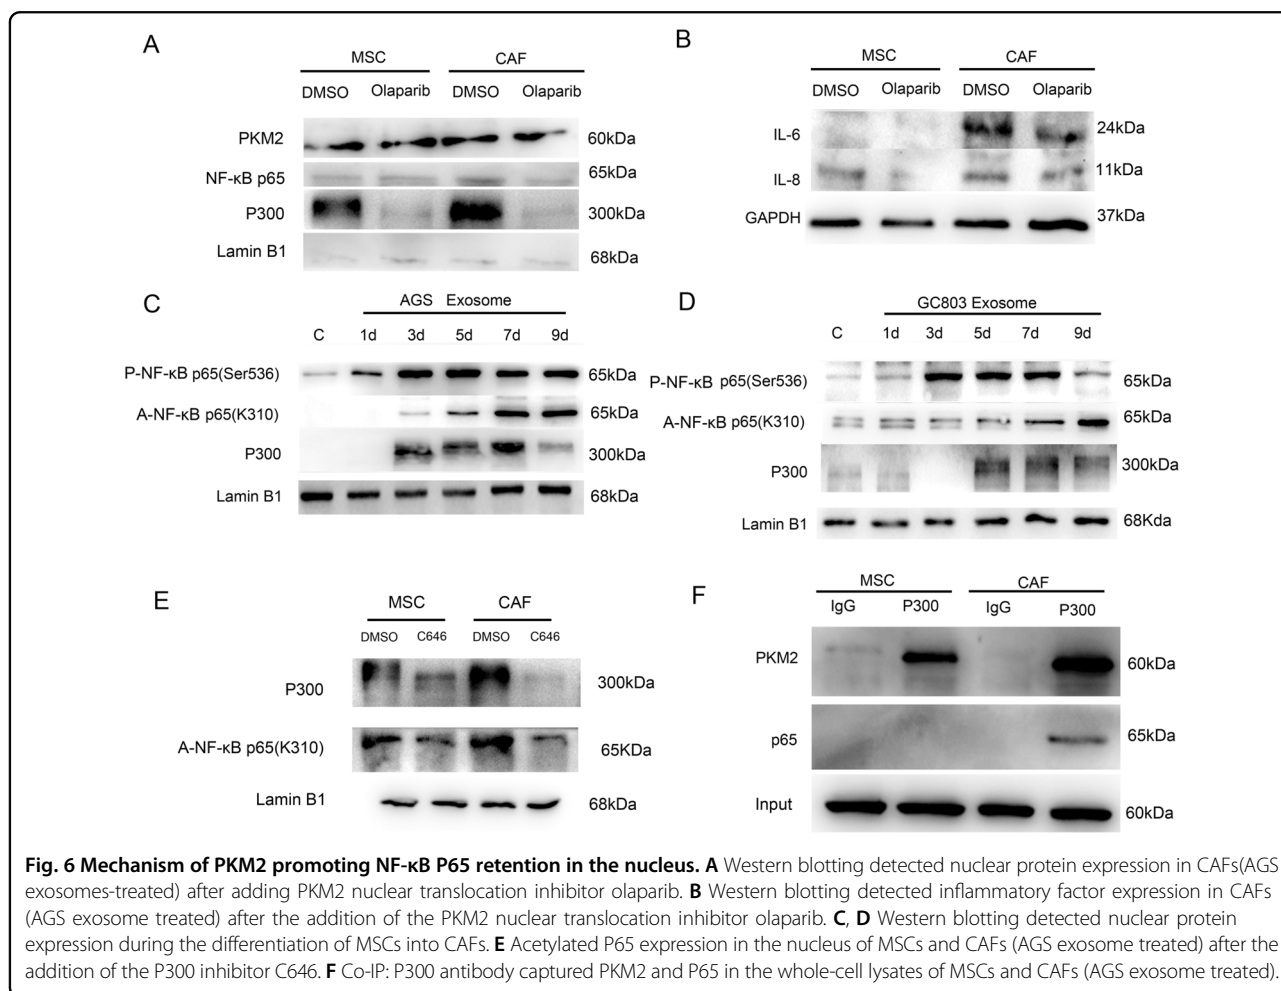 A
MSC CAF
DMSO Olaparib DMSO Olaparib
PKM2 60kDa
NF-κB p65 65kDa
P300 300kDa
Lamin B1 68kDa
B
MSC CAF
DMSO Olaparib DMSO Olaparib
IL-6 24kDa
IL-8 11kDa
GAPDH 37kDa
C
AGS Exosome
C 1d 3d 5d 7d 9d
P-NF-κB p65(Ser536) 65kDa
A-NF-κB p65(K310) 65kDa
P300 300kDa
Lamin B1 68kDa
D
GC803 Exosome
C 1d 3d 5d 7d 9d
P-NF-κB p65(Ser536) 65kDa
A-NF-κB p65(K310) 65kDa
P300 300kDa
Lamin B1 68Kda
E
MSC CAF
DMSO C646 DMSO C646
P300 300kDa
A-NF-κB p65(K310) 65KDa
Lamin B1 68kDa
F
MSC CAF
IgG P300 IgG P300
PKM2 60kDa
p65 65kDa
Input 60kDa
Fig. 6 Mechanism of PKM2 promoting NF-κB P65 retention in the nucleus. A Western blotting detected nuclear protein expression in CAFs(AGS
exosomes-treated) after adding PKM2 nuclear translocation inhibitor olaparib. B Western blotting detected inflammatory factor expression in CAFs
(AGS exosome treated) after the addition of the PKM2 nuclear translocation inhibitor olaparib. C, D Western blotting detected nuclear protein
expression during the differentiation of MSCs into CAFs. E Acetylated P65 expression in the nucleus of MSCs and CAFs (AGS exosome treated) after the
addition of the P300 inhibitor C646. F Co-IP: P300 antibody captured PKM2 and P65 in the whole-cell lysates of MSCs and CAFs (AGS exosome treated).